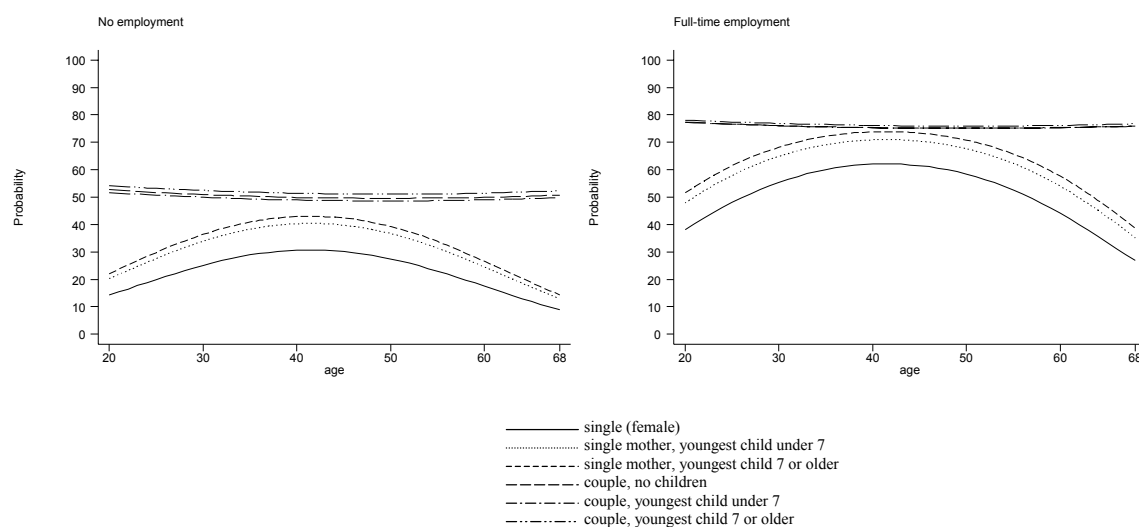 No employment
Full-time employment
100
90
80
70
60
50
40
30
20
10
0
Probability
20 30 40 50 60 68
age
100
90
80
70
60
50
40
30
20
10
0
Probability
20 30 40 50 60 68
age
single (female)
single mother, youngest child under 7
single mother, youngest child 7 or older
couple, no children
couple, youngest child under 7
couple, youngest child 7 or older